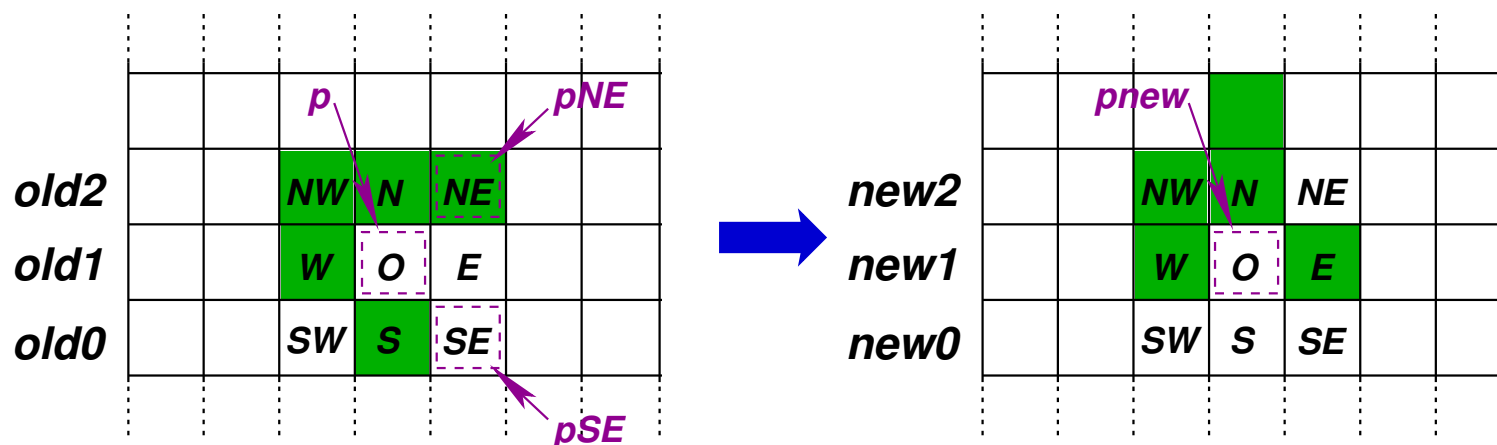 p pNE pnew
old2 NW N NE new2 NW N NE
old1 W O E new1 W O E
old0 SW S SE new0 SW S SE
pSE